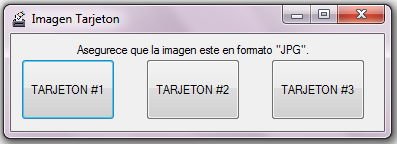 Imagen Tarjeton
Asegurece que la imagen este en formato "JPG".
TARJETON #1
TARJETON #2
TARJETON #3